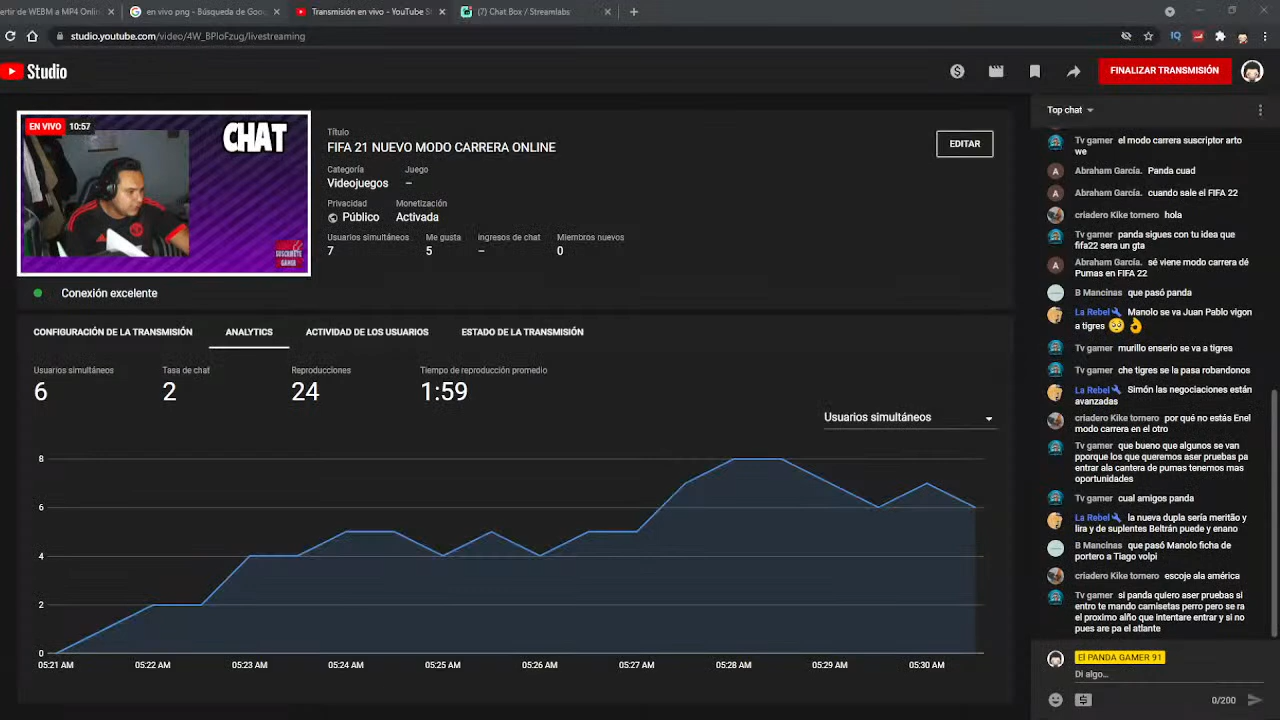 ertir de WEBM a MP4 Onlin
en vivo png - Búsqueda de Goog
Transmisión en vivo - YouTube St
(7) Chat Box / Streamlabs
studio.youtube.com/video/4W_BPIoFzug/livestreaming
Studio
FINALIZAR TRANSMISIÓN
EN VIVO 10:57
CHAT
SUSCRIBETE
GAMER
Título
FIFA 21 NUEVO MODO CARRERA ONLINE
EDITAR
Categoría Juego
Videojuegos –
Privacidad Monetización
Público Activada
Usuarios simultáneos Me gusta ingresos de chat Miembros nuevos
7 5 – 0
Conexión excelente
CONFIGURACIÓN DE LA TRANSMISIÓN ANALYTICS ACTIVIDAD DE LOS USUARIOS ESTADO DE LA TRANSMISIÓN
Usuarios simultáneos Tasa de chat Reproducciones Tiempo de reproducción promedio
6 2 24 1:59
Usuarios simultáneos
8
6
4
2
0
05:21 AM 05:22 AM 05:23 AM 05:24 AM 05:25 AM 05:26 AM 05:27 AM 05:28 AM 05:29 AM 05:30 AM
Top chat
Tv gamer el modo carrera suscriptor arto
we
Abraham García. Panda cuad
Abraham García. cuando sale el FIFA 22
criadero Kike tornero hola
Tv gamer panda sigues con tu idea que
fifa22 sera un gta
Abraham García. sé viene modo carrera dé
Pumas en FIFA 22
B Mancinas que pasó panda
La Rebel Manolo se va Juan Pablo vigon
a tigres 🥺 👌
Tv gamer murillo enserio se va a tigres
Tv gamer che tigres se la pasa robandonos
La Rebel Simón las negociaciones están
avanzadas
criadero Kike tornero por qué no estás Enel
modo carrera en el otro
Tv gamer que bueno que algunos se van
pporque los que queremos aser pruebas pa
entrar ala cantera de pumas tenemos mas
oportunidades
Tv gamer cual amigos panda
La Rebel la nueva dupla sería meritão y
lira y de suplentes Beltrán puede y enano
B Mancinas que pasó Manolo ficha de
portero a Tiago volpi
criadero Kike tornero escoje ala américa
Tv gamer si panda quiero aser pruebas si
entro te mando camisetas perro pero se ra
el proximo alño que intentare entrar y si no
pues are pa el atlante
El PANDA GAMER 91
Di algo...
0/200